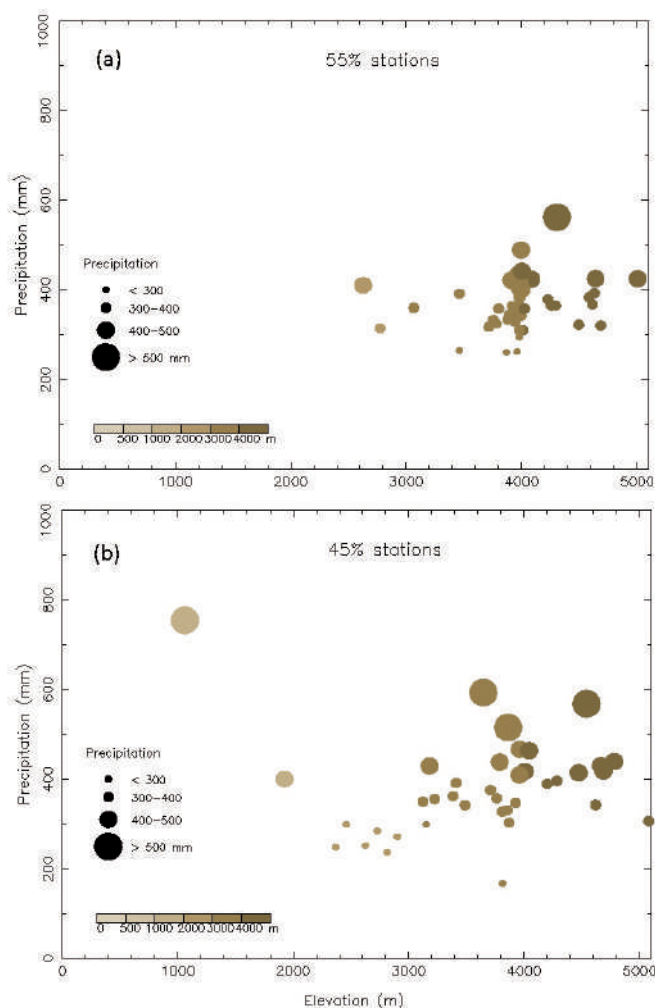 (a)
55% stations
Precipitation (mm)
1000
800
600
400
200
0
Precipitation
< 300
300-400
400-500
> 500 mm
0 500 1000 2000 3000 4000 m
0 1000 2000 3000 4000 5000
(b)
45% stations
Precipitation (mm)
1000
800
600
400
200
0
Precipitation
< 300
300-400
400-500
> 500 mm
0 500 1000 2000 3000 4000 m
0 1000 2000 3000 4000 5000
Elevation (m)